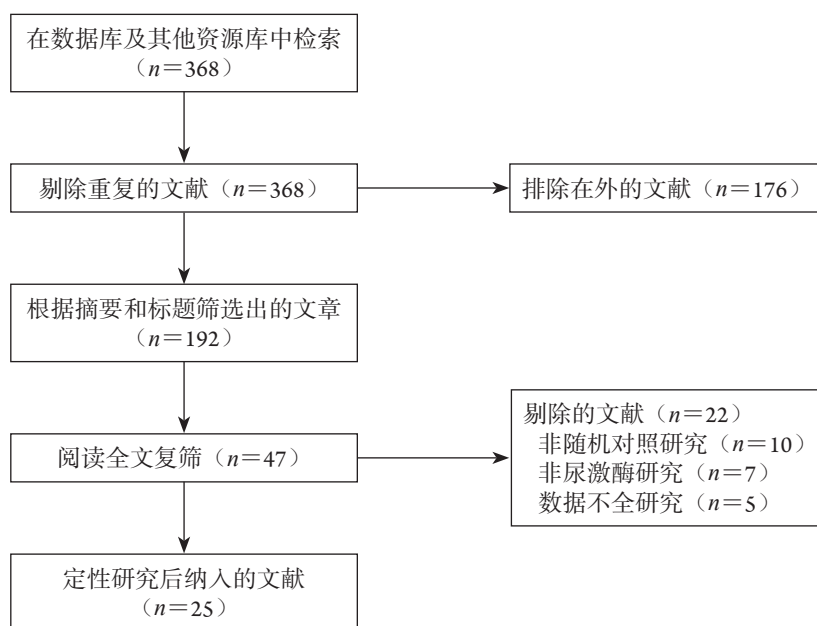 在数据库及其他资源库中检索
（n＝368）
剔除重复的文献（n＝368）
排除在外的文献（n＝176）
根据摘要和标题筛选出的文章
（n＝192）
阅读全文复筛（n＝47）
剔除的文献（n＝22）
非随机对照研究（n＝10）
非尿激酶研究（n＝7）
数据不全研究（n＝5）
定性研究后纳入的文献
（n＝25）